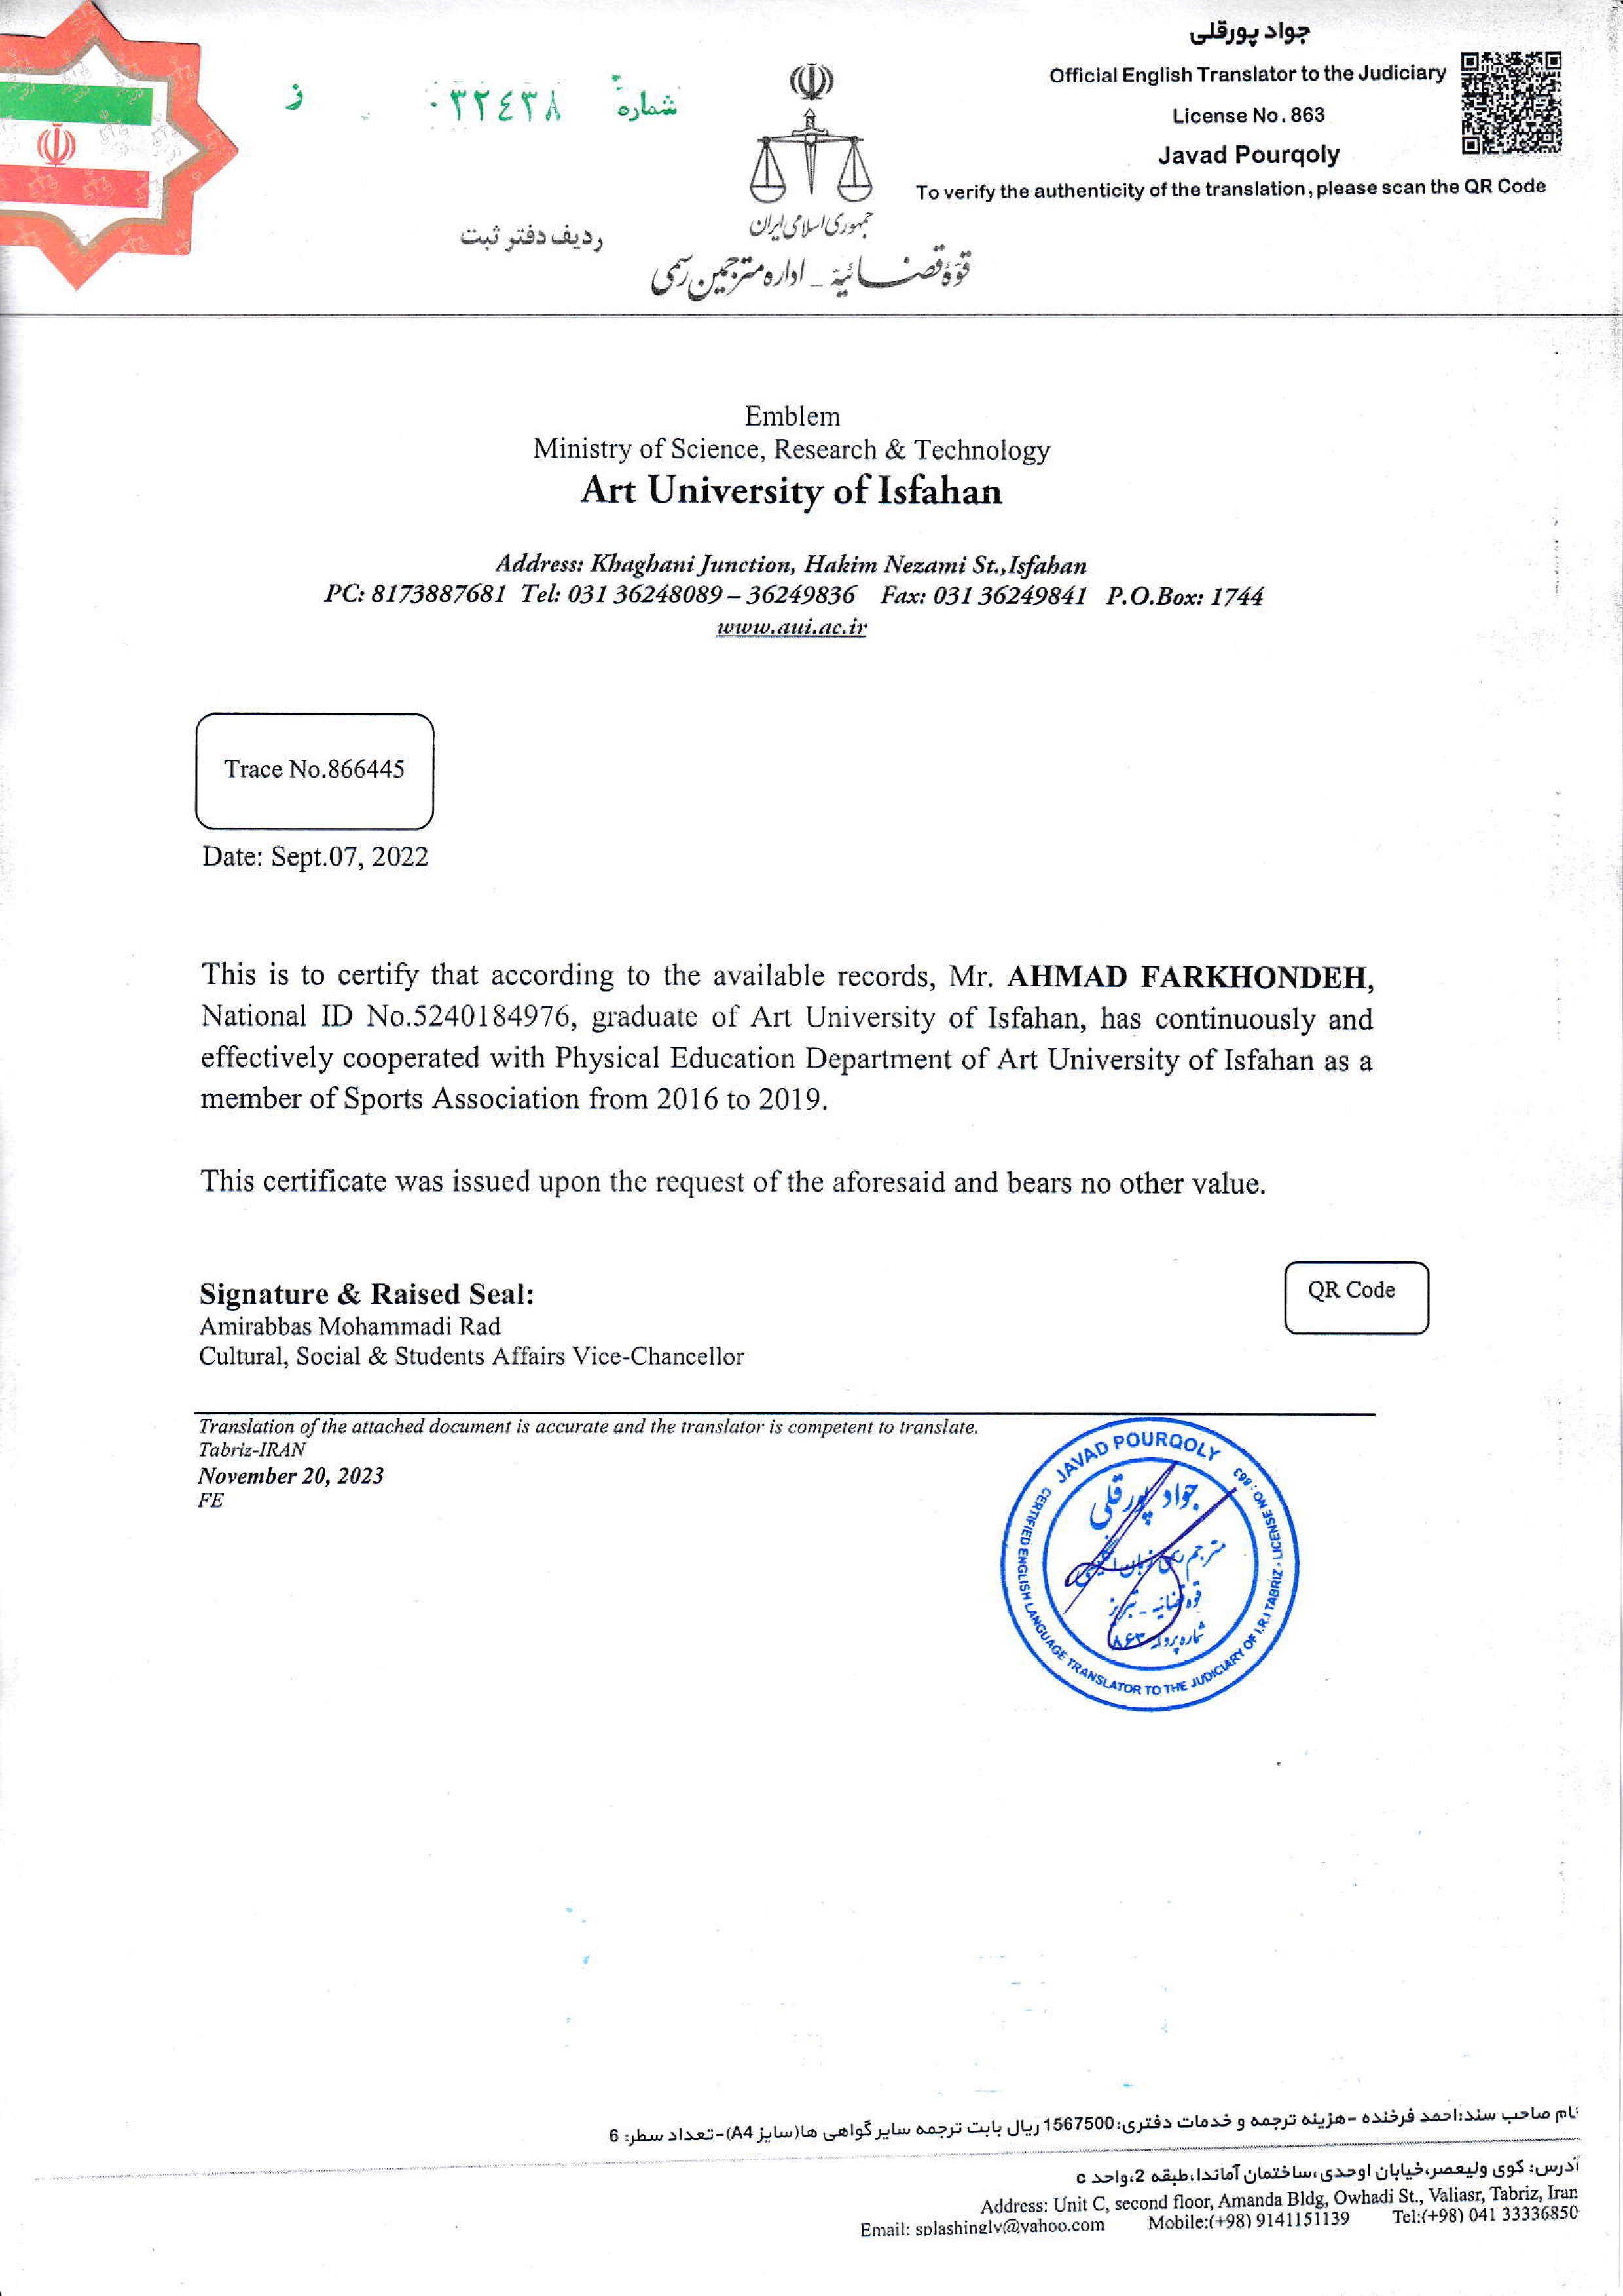 جواد پورقلی
Official English Translator to the Judiciary
License No. 863
Javad Pourqoly
To verify the authenticity of the translation, please scan the QR Code
شماره ۰۳۲۴۳۸ ز
ردیف دفتر ثبت
جمهوری اسلامی ایران
قوّهٔ قضائیّه _ اداره مترجمین رسمی
Emblem
Ministry of Science, Research & Technology
Art University of Isfahan
Address: Khaghani Junction, Hakim Nezami St.,Isfahan
PC: 8173887681 Tel: 031 36248089 – 36249836 Fax: 031 36249841 P.O.Box: 1744
www.aui.ac.ir
Trace No.866445
Date: Sept.07, 2022
This is to certify that according to the available records, Mr. AHMAD FARKHONDEH,
National ID No.5240184976, graduate of Art University of Isfahan, has continuously and
effectively cooperated with Physical Education Department of Art University of Isfahan as a
member of Sports Association from 2016 to 2019.
This certificate was issued upon the request of the aforesaid and bears no other value.
Signature & Raised Seal:
Amirabbas Mohammadi Rad
Cultural, Social & Students Affairs Vice-Chancellor
QR Code
Translation of the attached document is accurate and the translator is competent to translate.
Tabriz-IRAN
November 20, 2023
FE
JAVAD POURQOLY
CERTIFIED ENGLISH LANGUAGE TRANSLATOR TO THE JUDICIARY OF I.R.I TABRIZ - LICENSE NO : 863
جواد پورقلی
مترجم رسمی زبان انگلیسی
قوه قضائیه - تبریز
شماره پروانه ۸۶۳
نام صاحب سند:احمد فرخنده -هزینه ترجمه و خدمات دفتری:1567500 ریال بابت ترجمه سایر گواهی ها(سایز A4)-تعداد سطر: 6
آدرس: کوی ولیعصر،خیابان اوحدی،ساختمان آماندا،طبقه 2،واحد c
Address: Unit C, second floor, Amanda Bldg, Owhadi St., Valiasr, Tabriz, Iran
Email: splashingly@yahoo.com Mobile:(+98) 9141151139 Tel:(+98) 041 33336850